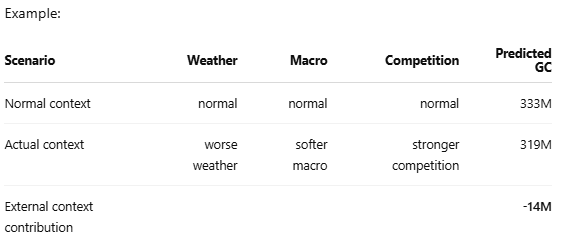 Example:
Scenario Weather Macro Competition Predicted GC
Normal context normal normal normal 333M
Actual context worse weather softer macro stronger competition 319M
External context contribution -14M